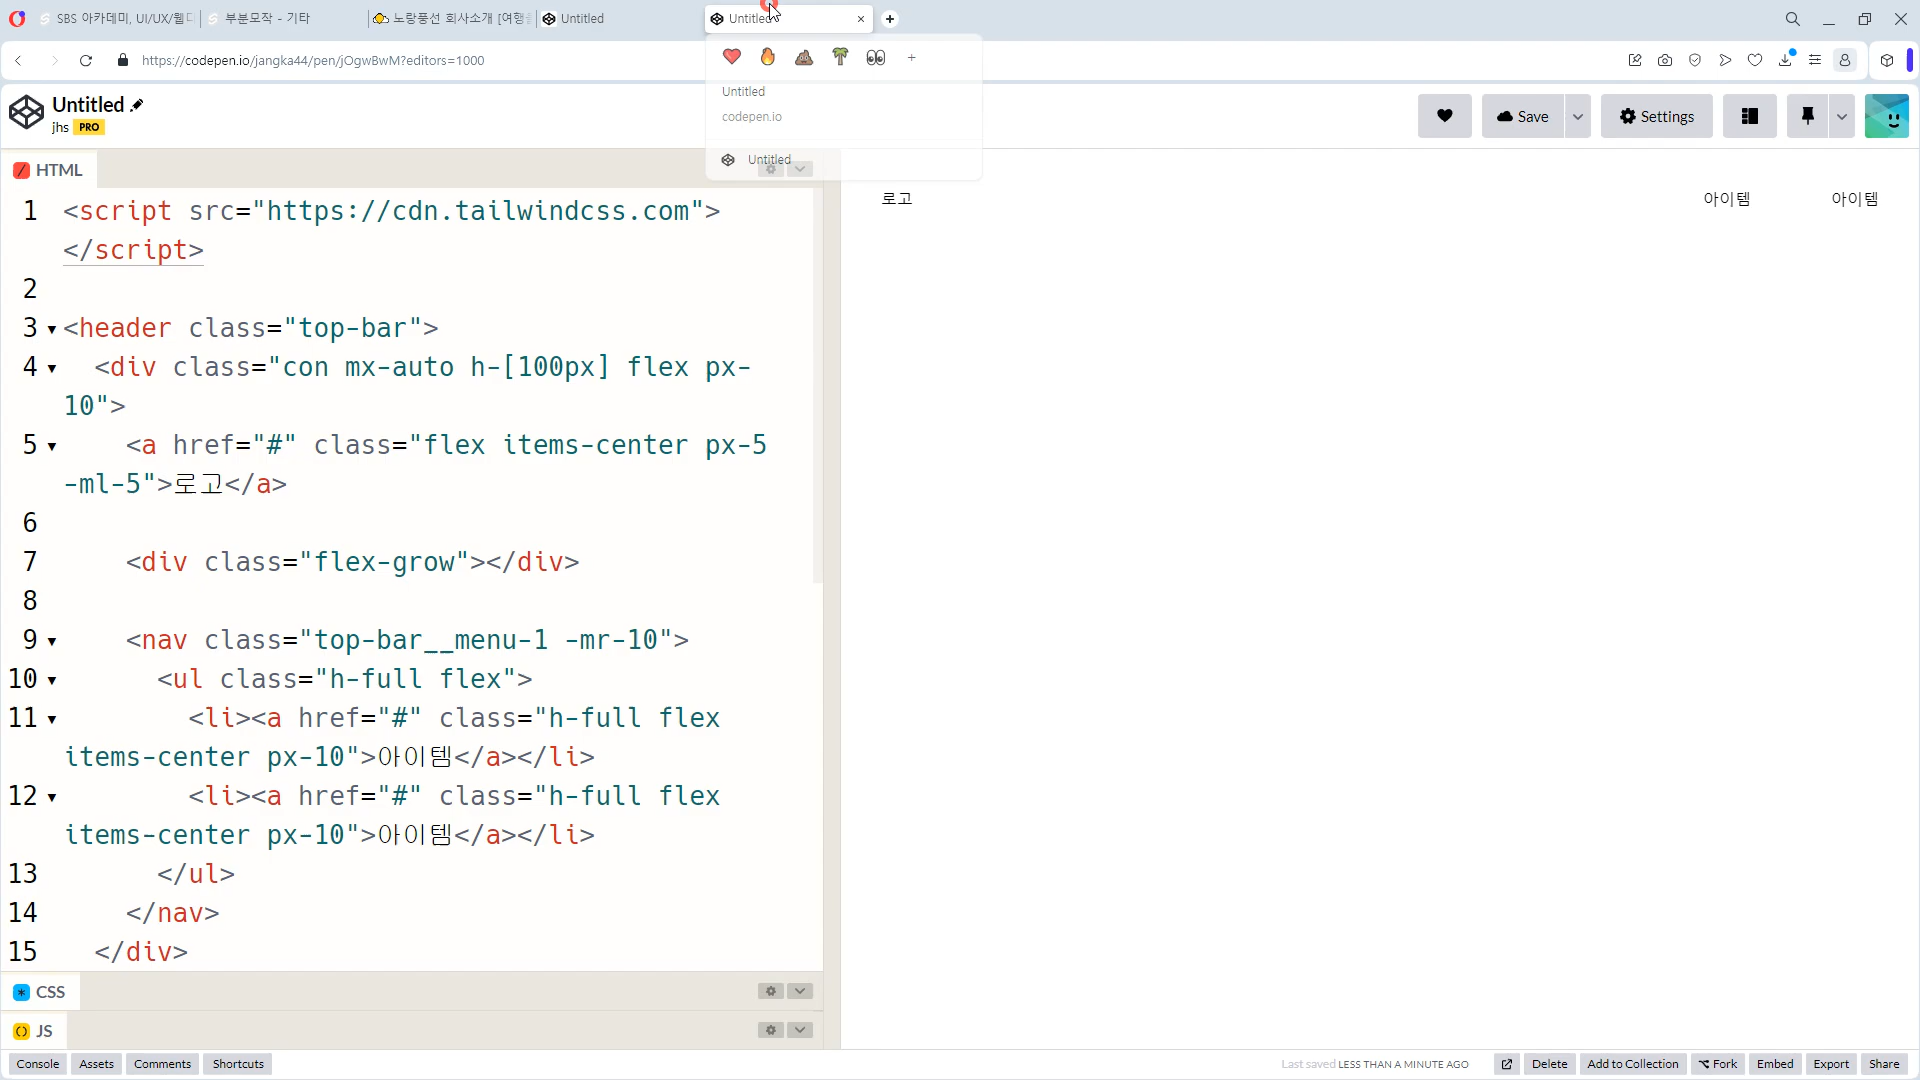 SBS 아카데미, UI/UX/웹디
부분모작 - 기타
노랑풍선 회사소개 [여행을
Untitled
Untitled
https://codepen.io/jangka44/pen/jOgwBwM?editors=1000
Untitled
codepen.io
Untitled
Untitled
jhs PRO
Save
Settings
HTML
1 <script src="https://cdn.tailwindcss.com">
</script>
2
3 <header class="top-bar">
4 <div class="con mx-auto h-[100px] flex px-
10">
5 <a href="#" class="flex items-center px-5
-ml-5">로고</a>
6
7 <div class="flex-grow"></div>
8
9 <nav class="top-bar__menu-1 -mr-10">
10 <ul class="h-full flex">
11 <li><a href="#" class="h-full flex
items-center px-10">아이템</a></li>
12 <li><a href="#" class="h-full flex
items-center px-10">아이템</a></li>
13 </ul>
14 </nav>
15 </div>
CSS
JS
로고 아이템 아이템
Console Assets Comments Shortcuts
Last saved LESS THAN A MINUTE AGO Delete Add to Collection Fork Embed Export Share